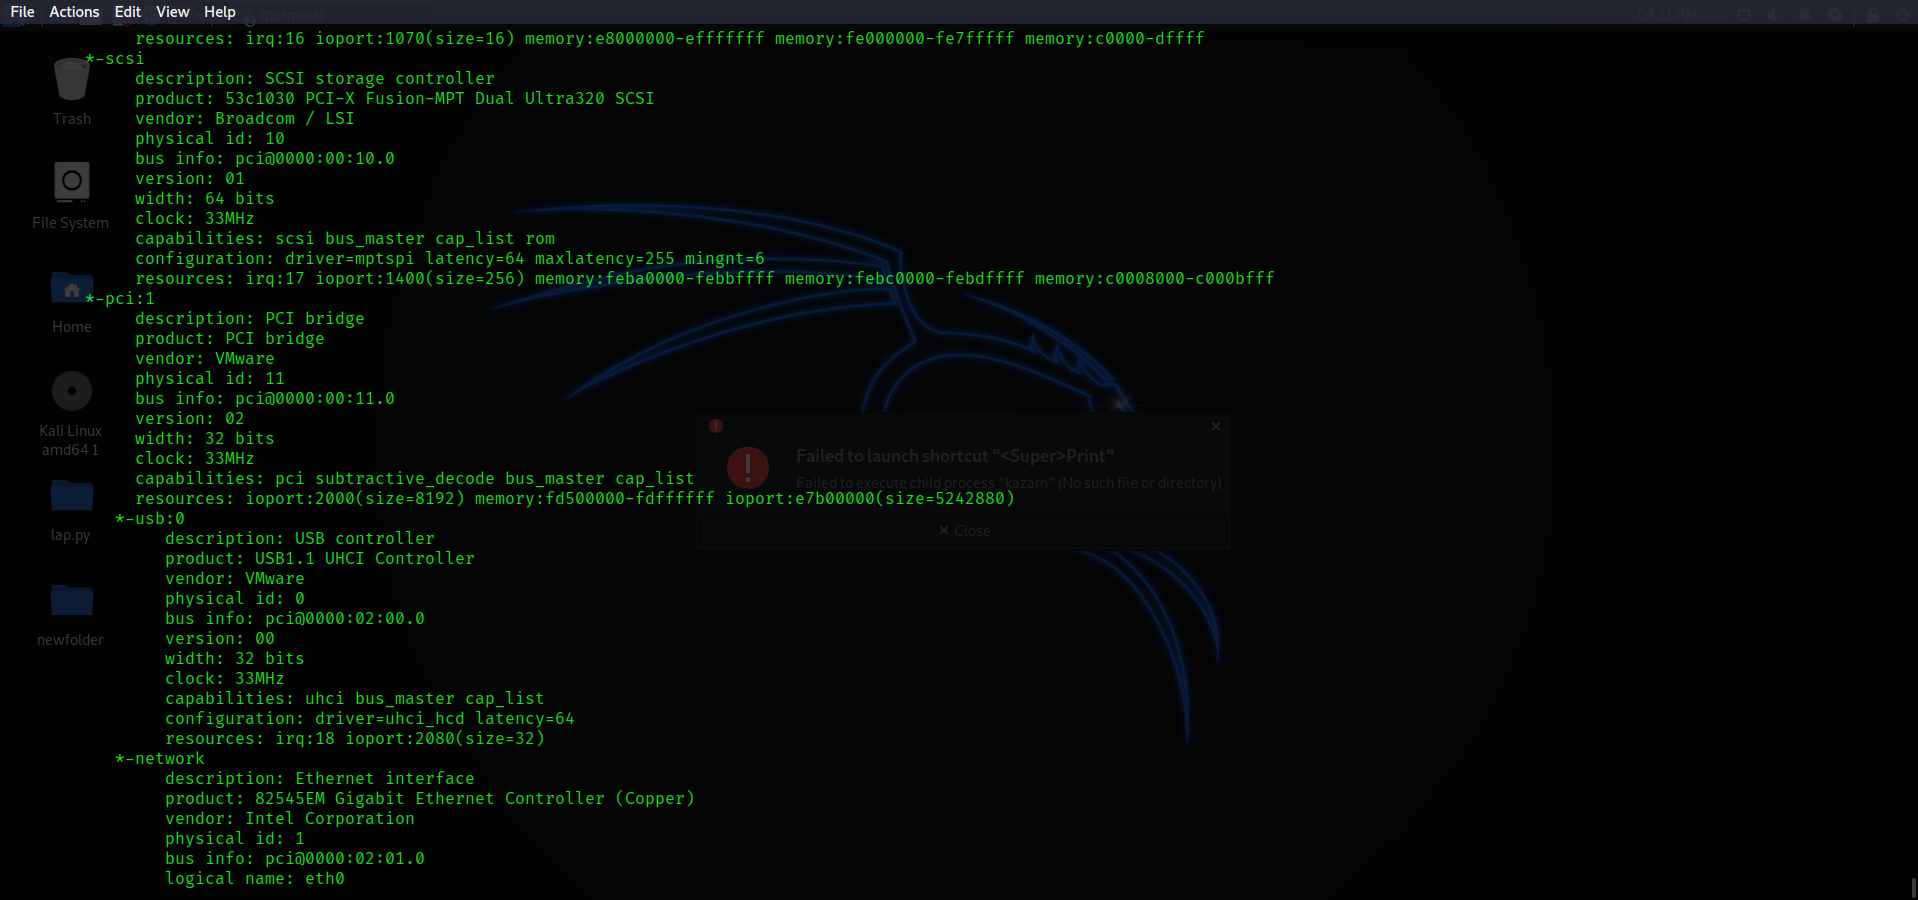 File Actions Edit View Help
qterminal
09:11 PM
resources: irq:16 ioport:1070(size=16) memory:e8000000-efffffff memory:fe000000-fe7fffff memory:c0000-dffff
*-scsi
description: SCSI storage controller
product: 53c1030 PCI-X Fusion-MPT Dual Ultra320 SCSI
vendor: Broadcom / LSI
physical id: 10
bus info: pci@0000:00:10.0
version: 01
width: 64 bits
clock: 33MHz
capabilities: scsi bus_master cap_list rom
configuration: driver=mptspi latency=64 maxlatency=255 mingnt=6
resources: irq:17 ioport:1400(size=256) memory:feba0000-febbffff memory:febc0000-febdffff memory:c0008000-c000bfff
*-pci:1
description: PCI bridge
product: PCI bridge
vendor: VMware
physical id: 11
bus info: pci@0000:00:11.0
version: 02
width: 32 bits
clock: 33MHz
capabilities: pci subtractive_decode bus_master cap_list
resources: ioport:2000(size=8192) memory:fd500000-fdffffff ioport:e7b00000(size=5242880)
*-usb:0
description: USB controller
product: USB1.1 UHCI Controller
vendor: VMware
physical id: 0
bus info: pci@0000:02:00.0
version: 00
width: 32 bits
clock: 33MHz
capabilities: uhci bus_master cap_list
configuration: driver=uhci_hcd latency=64
resources: irq:18 ioport:2080(size=32)
*-network
description: Ethernet interface
product: 82545EM Gigabit Ethernet Controller (Copper)
vendor: Intel Corporation
physical id: 1
bus info: pci@0000:02:01.0
logical name: eth0
Trash
File System
Home
Kali Linux
amd64 1
lap.py
newfolder
Failed to launch shortcut "<Super>Print"
Failed to execute child process "kazam" (No such file or directory)
Close